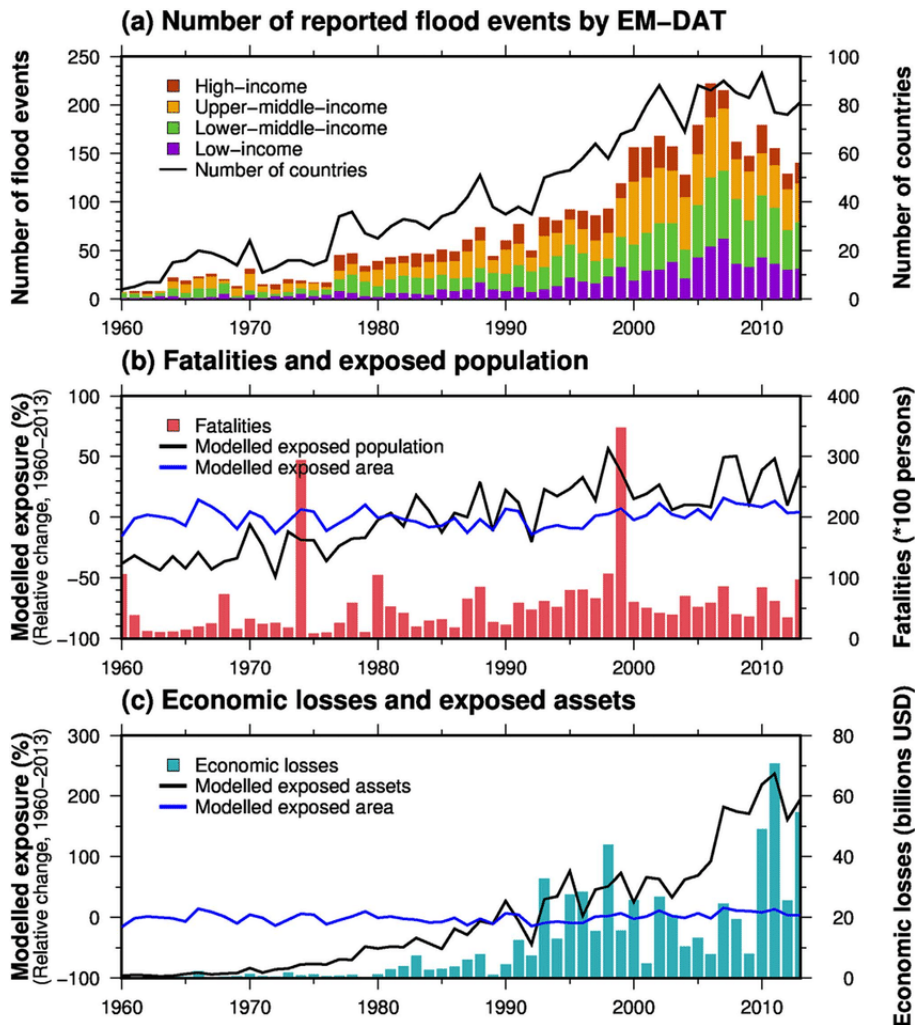 (a) Number of reported flood events by EM−DAT
Number of flood events
250
200
150
100
50
0
High−income
Upper−middle−income
Lower−middle−income
Low−income
Number of countries
100
80
60
40
20
0
Number of countries
1960 1970 1980 1990 2000 2010
(b) Fatalities and exposed population
Modelled exposure (%)
(Relative change, 1960−2013)
100
50
0
−50
−100
Fatalities
Modelled exposed population
Modelled exposed area
400
300
200
100
0
Fatalities (*100 persons)
1960 1970 1980 1990 2000 2010
(c) Economic losses and exposed assets
Modelled exposure (%)
(Relative change, 1960−2013)
300
200
100
0
−100
Economic losses
Modelled exposed assets
Modelled exposed area
80
60
40
20
0
Economic losses (billions USD)
1960 1970 1980 1990 2000 2010